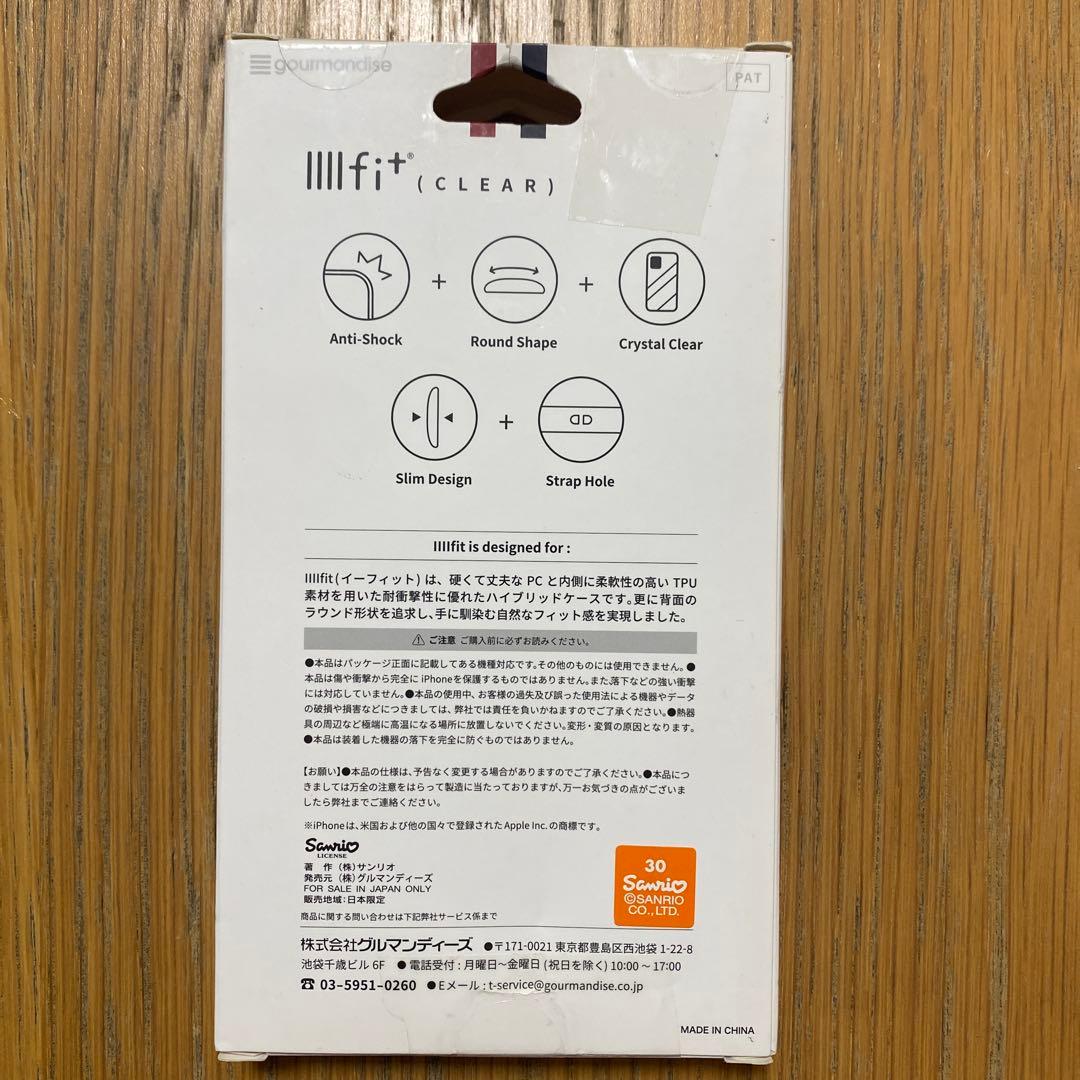 gourmandise
PAT
IIIIfit®
(CLEAR)
Anti-Shock
+
Round Shape
+
Crystal Clear
Slim Design
+
Strap Hole
IIIIfit is designed for :
IIIIfit (イーフィット) は、硬くて丈夫な PC と内側に柔軟性の高い TPU
素材を用いた耐衝撃性に優れたハイブリッドケースです。更に背面の
ラウンド形状を追求し、手に馴染む自然なフィット感を実現しました。
⚠ ご注意 ご購入前に必ずお読みください。
●本品はパッケージ正面に記載してある機種対応です。その他のものには使用できません。●
本品は傷や衝撃から完全に iPhoneを保護するものではありません。また、落下などの強い衝撃
には対応していません。●本品の使用中、お客様の過失及び誤った使用法による機器やデータ
の破損や損害などにつきましては、弊社では責任を負いかねますのでご了承ください。●熱器
具の周辺など極端に高温になる場所に放置しないでください。変形・変質の原因となります。
●本品は装着した機器の落下を完全に防ぐものではありません。
【お願い】●本品の仕様は、予告なく変更する場合がありますのでご了承ください。●本品につ
きましては万全の注意をはらって製造に当たっておりますが、万一お気づきの点がございま
したら弊社までご連絡ください。
※iPhoneは、米国および他の国々で登録された Apple Inc. の商標です。
Sanrio
LICENSE
著 作 (株)サンリオ
発売元 (株)グルマンディーズ
FOR SALE IN JAPAN ONLY
販売地域:日本限定
商品に関する問い合わせは下記弊社サービス係まで
30
Sanrio
©SANRIO
CO., LTD.
株式会社グルマンディーズ ●〒171-0021 東京都豊島区西池袋 1-22-8
池袋千歳ビル 6F ●電話受付 : 月曜日~金曜日 (祝日を除く) 10:00 ~ 17:00
☎ 03-5951-0260 ●Eメール : t-service@gourmandise.co.jp
MADE IN CHINA